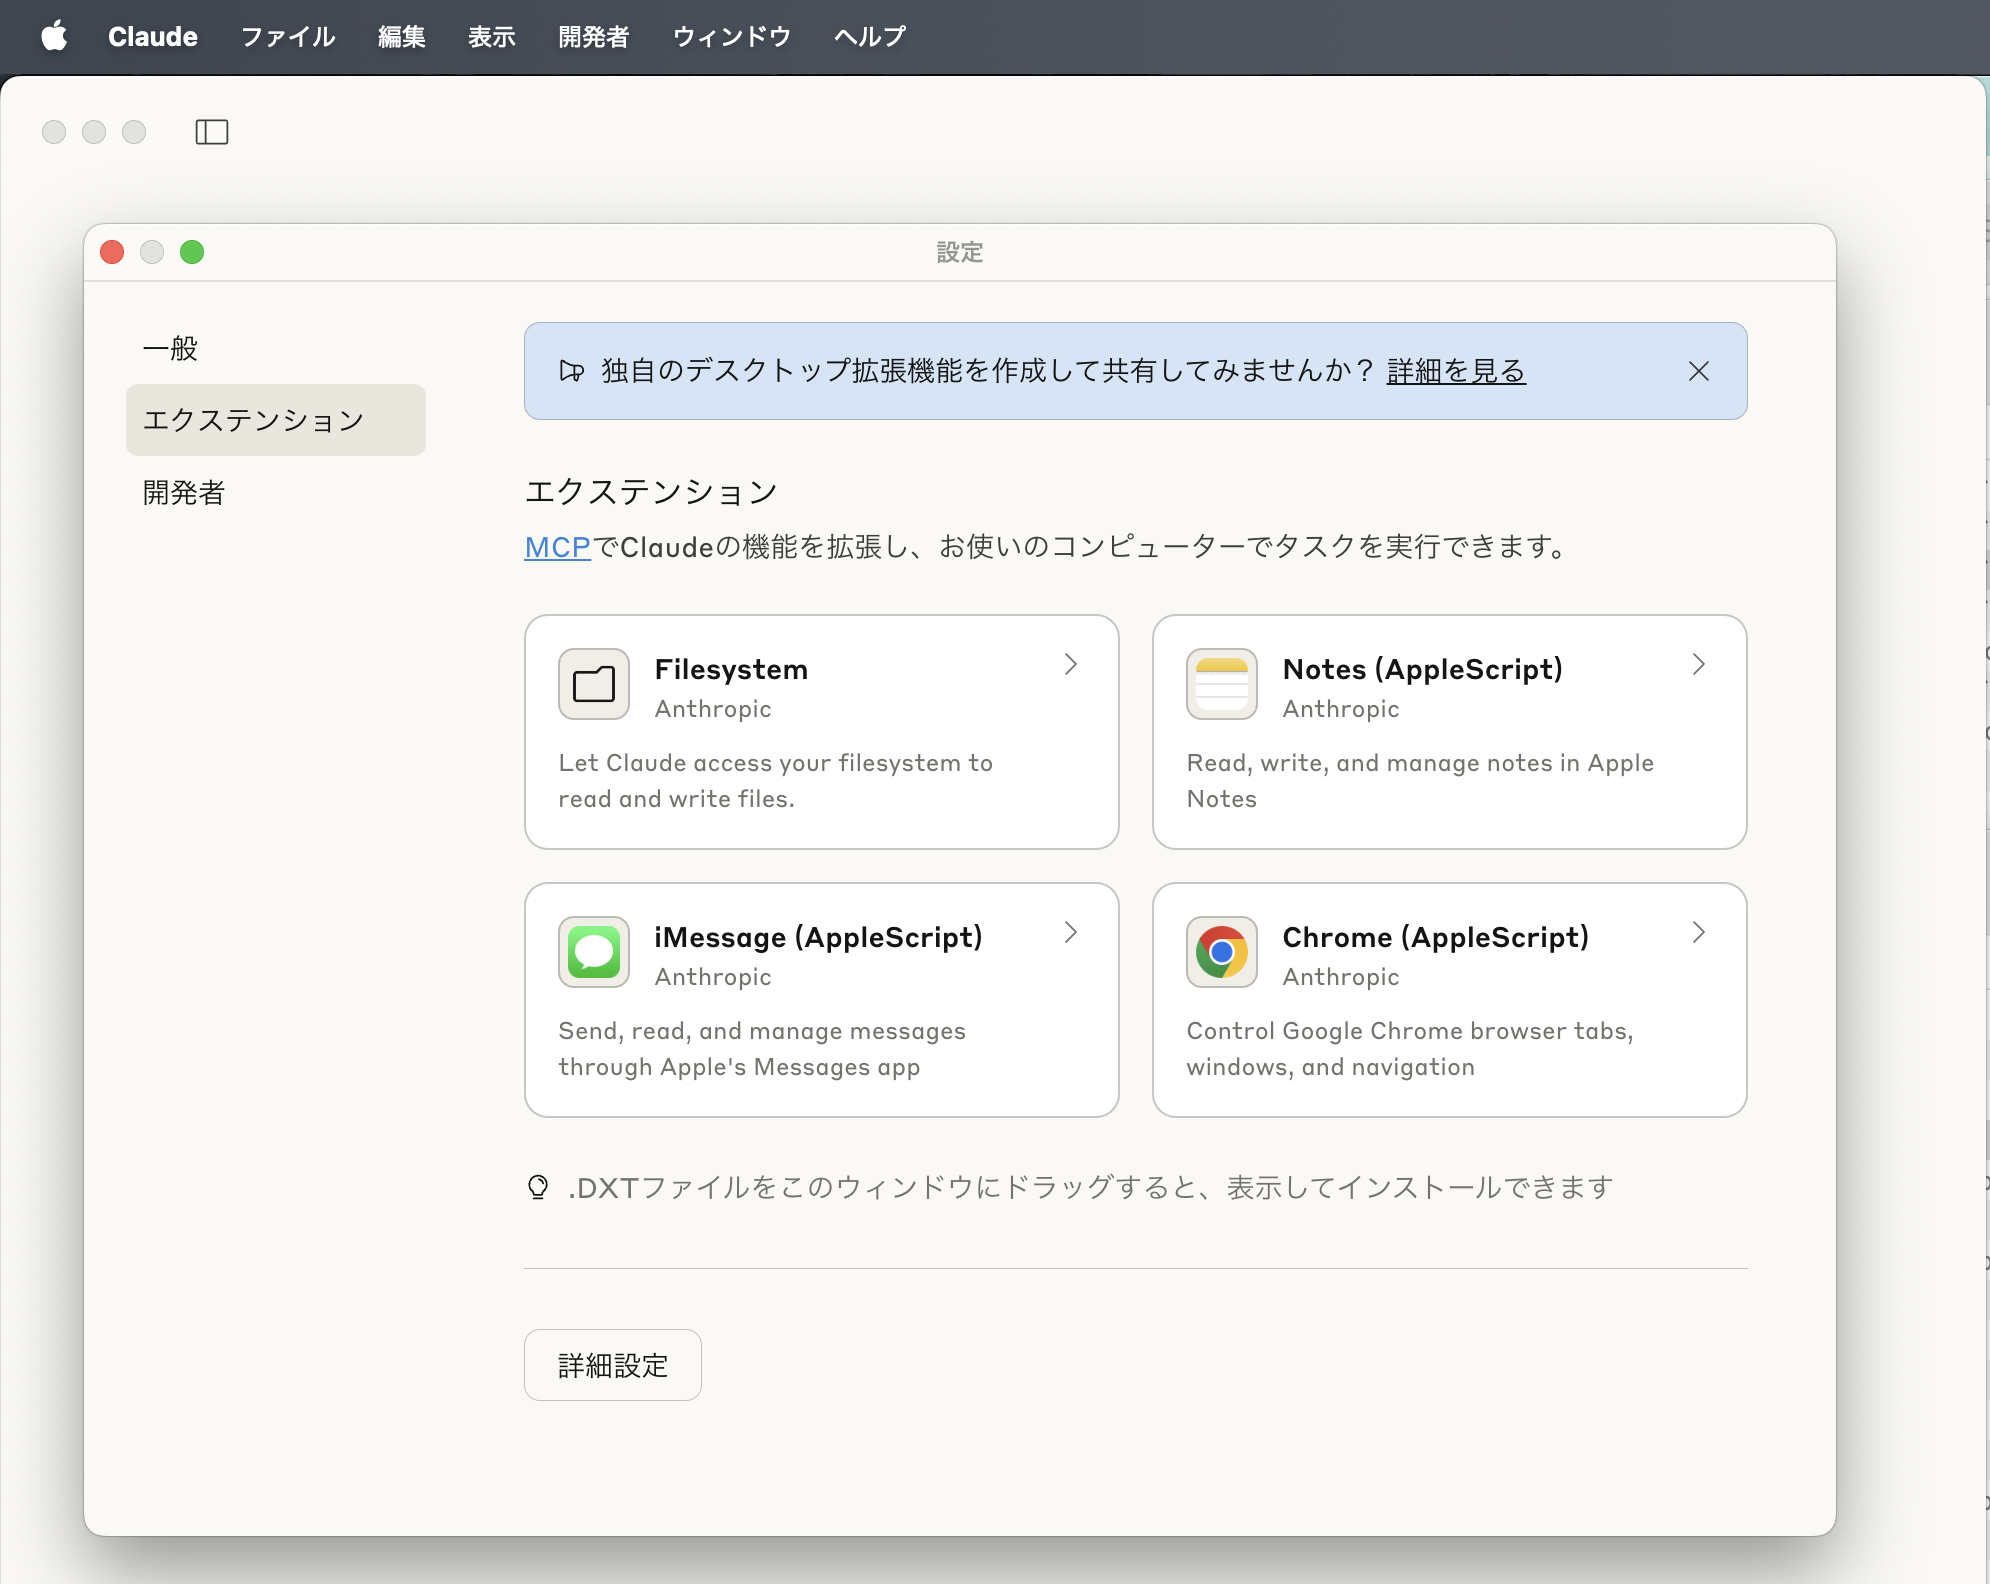 Claude ファイル 編集 表示 開発者 ウィンドウ ヘルプ
設定
一般
エクステンション
開発者
独自のデスクトップ拡張機能を作成して共有してみませんか？ 詳細を見る
エクステンション
MCPでClaudeの機能を拡張し、お使いのコンピューターでタスクを実行できます。
Filesystem
Anthropic
Let Claude access your filesystem to
read and write files.
Notes (AppleScript)
Anthropic
Read, write, and manage notes in Apple
Notes
iMessage (AppleScript)
Anthropic
Send, read, and manage messages
through Apple's Messages app
Chrome (AppleScript)
Anthropic
Control Google Chrome browser tabs,
windows, and navigation
.DXTファイルをこのウィンドウにドラッグすると、表示してインストールできます
詳細設定